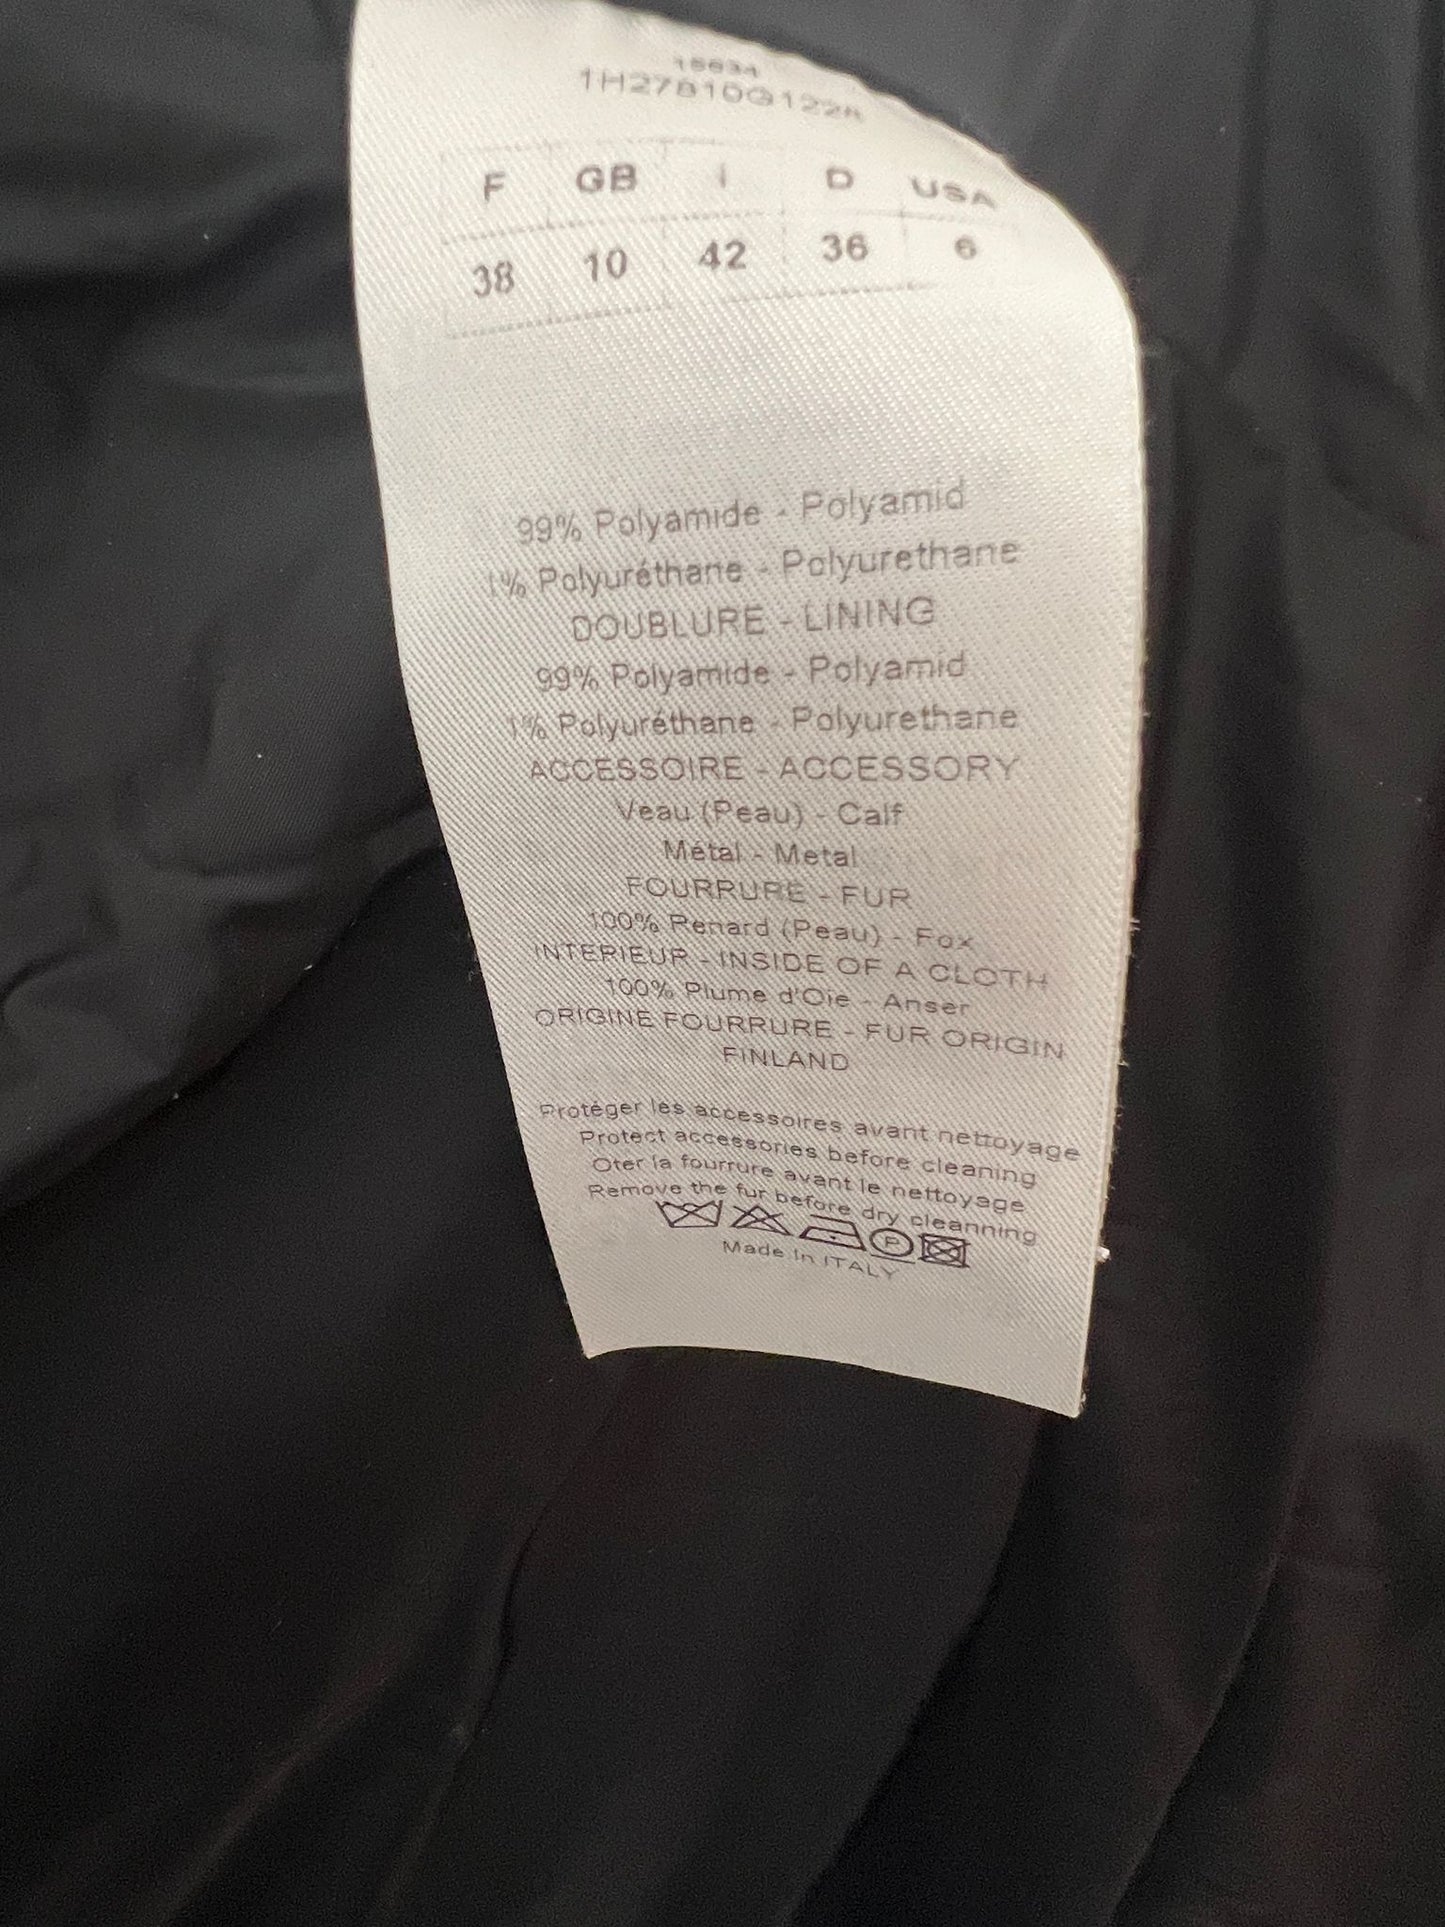 15634
1H27810G122
F GB I D USA
38 10 42 36 6
99% Polyamide - Polyamid
1% Polyuréthane - Polyurethane
DOUBLURE - LINING
99% Polyamide - Polyamid
1% Polyuréthane - Polyurethane
ACCESSOIRE - ACCESSORY
Veau (Peau) - Calf
Métal - Metal
FOURRURE - FUR
100% Renard (Peau) - Fox
INTERIEUR - INSIDE OF A CLOTH
100% Plume d'Oie - Anser
ORIGINE FOURRURE - FUR ORIGIN
FINLAND
Protéger les accessoires avant nettoyage
Protect accessories before cleaning
Oter la fourrure avant le nettoyage
Remove the fur before dry cleanning
P
Made In ITALY